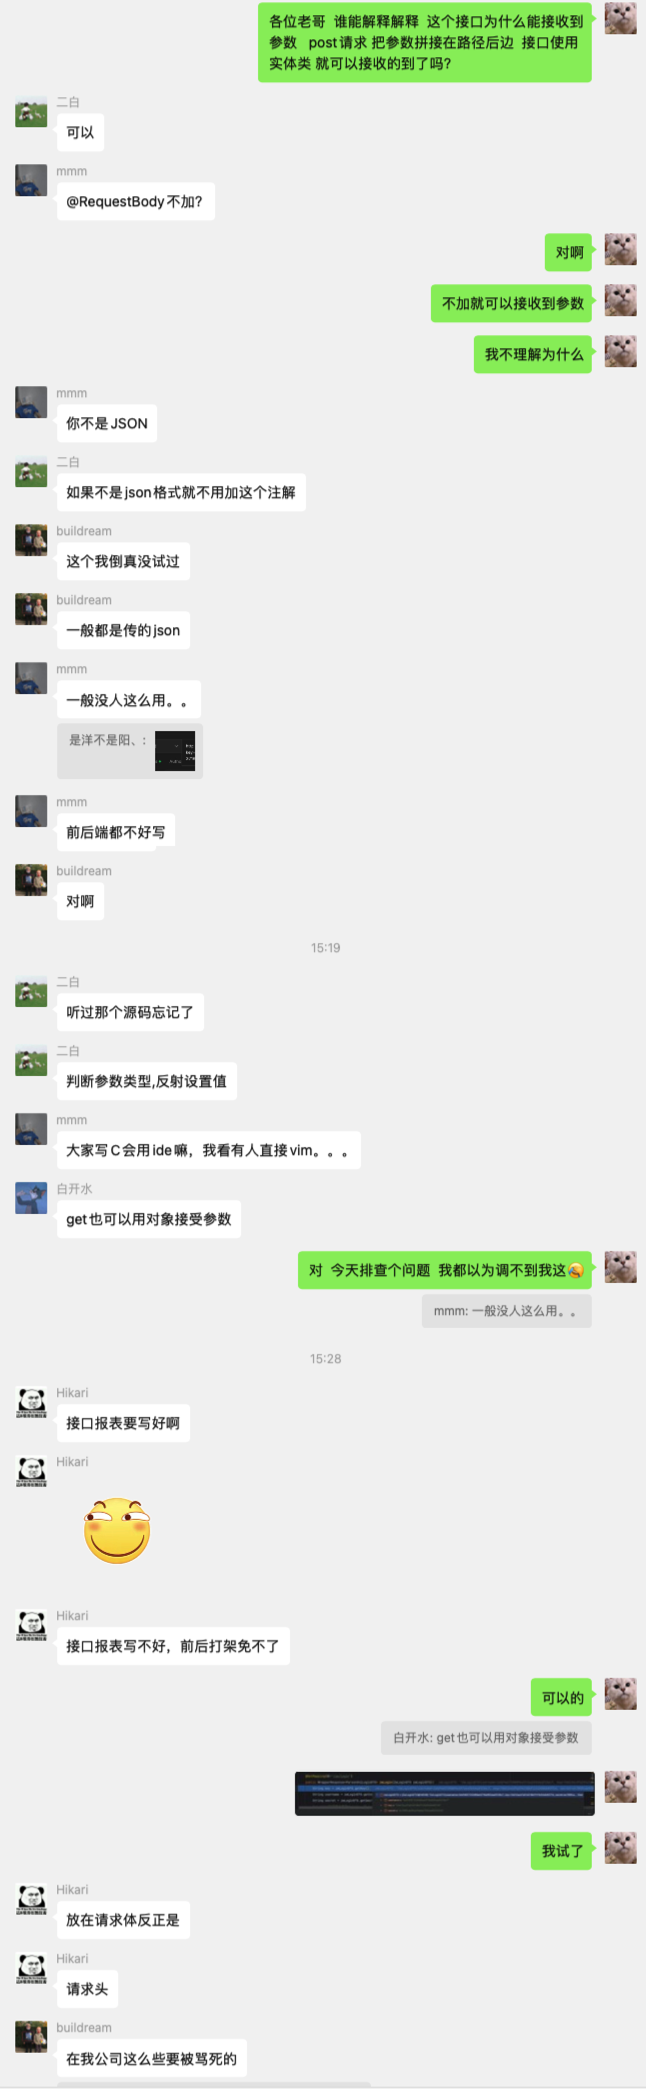 各位老哥 谁能解释解释 这个接口为什么能接收到
参数 post请求 把参数拼接在路径后边 接口使用
实体类 就可以接收的到了吗？
二白
可以
mmm
@RequestBody不加？
对啊
不加就可以接收到参数
我不理解为什么
mmm
你不是JSON
二白
如果不是json格式就不用加这个注解
buildream
这个我倒真没试过
buildream
一般都是传的json
mmm
一般没人这么用。。
是洋不是阳、:
mmm
前后端都不好写
buildream
对啊
15:19
二白
听过那个源码忘记了
二白
判断参数类型,反射设置值
mmm
大家写C会用ide嘛，我看有人直接vim。。。
白开水
get也可以用对象接受参数
对 今天排查个问题 我都以为调不到我这
mmm: 一般没人这么用。。
15:28
Hikari
接口报表要写好啊
Hikari
Hikari
接口报表写不好，前后打架免不了
可以的
白开水: get也可以用对象接受参数
我试了
Hikari
放在请求体反正是
Hikari
请求头
buildream
在我公司这么些要被骂死的